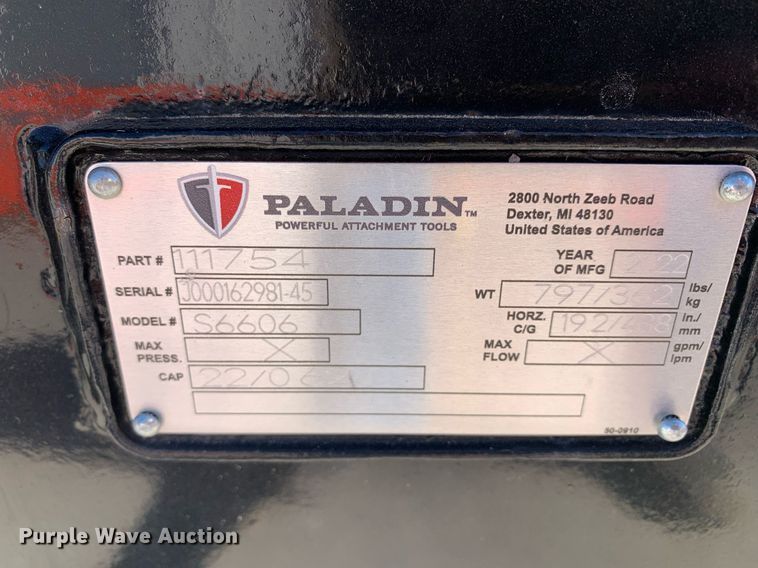 PALADIN™
POWERFUL ATTACHMENT TOOLS
2800 North Zeeb Road
Dexter, MI 48130
United States of America
PART # 111754
YEAR OF MFG
SERIAL # J000162981-45
WT 797/362 lbs/kg
MODEL # S6606
HORZ. C/G 19.2/488 in./mm
MAX PRESS. X
MAX FLOW X gpm/lpm
CAP
50-0910
Purple Wave Auction